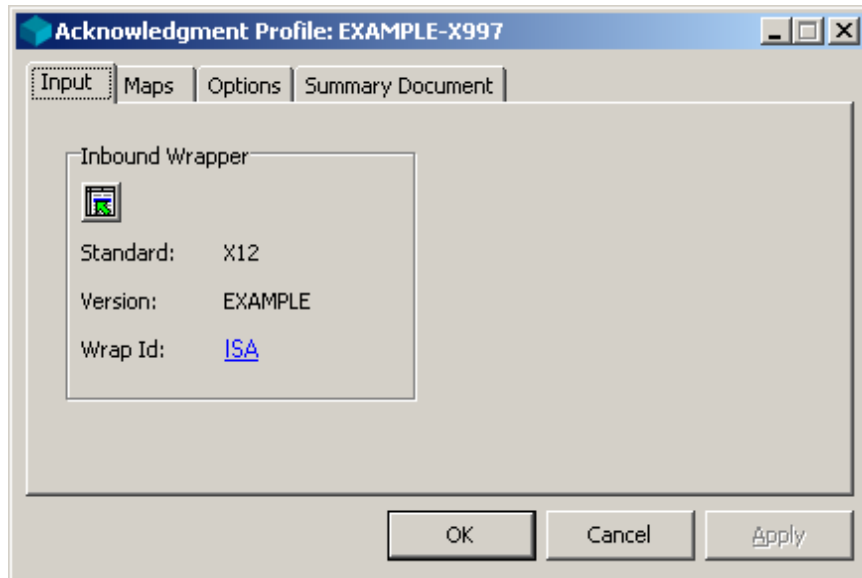 Acknowledgment Profile: EXAMPLE-X997
Input Maps Options Summary Document
Inbound Wrapper
Standard: X12
Version: EXAMPLE
Wrap Id: ISA
OK Cancel Apply